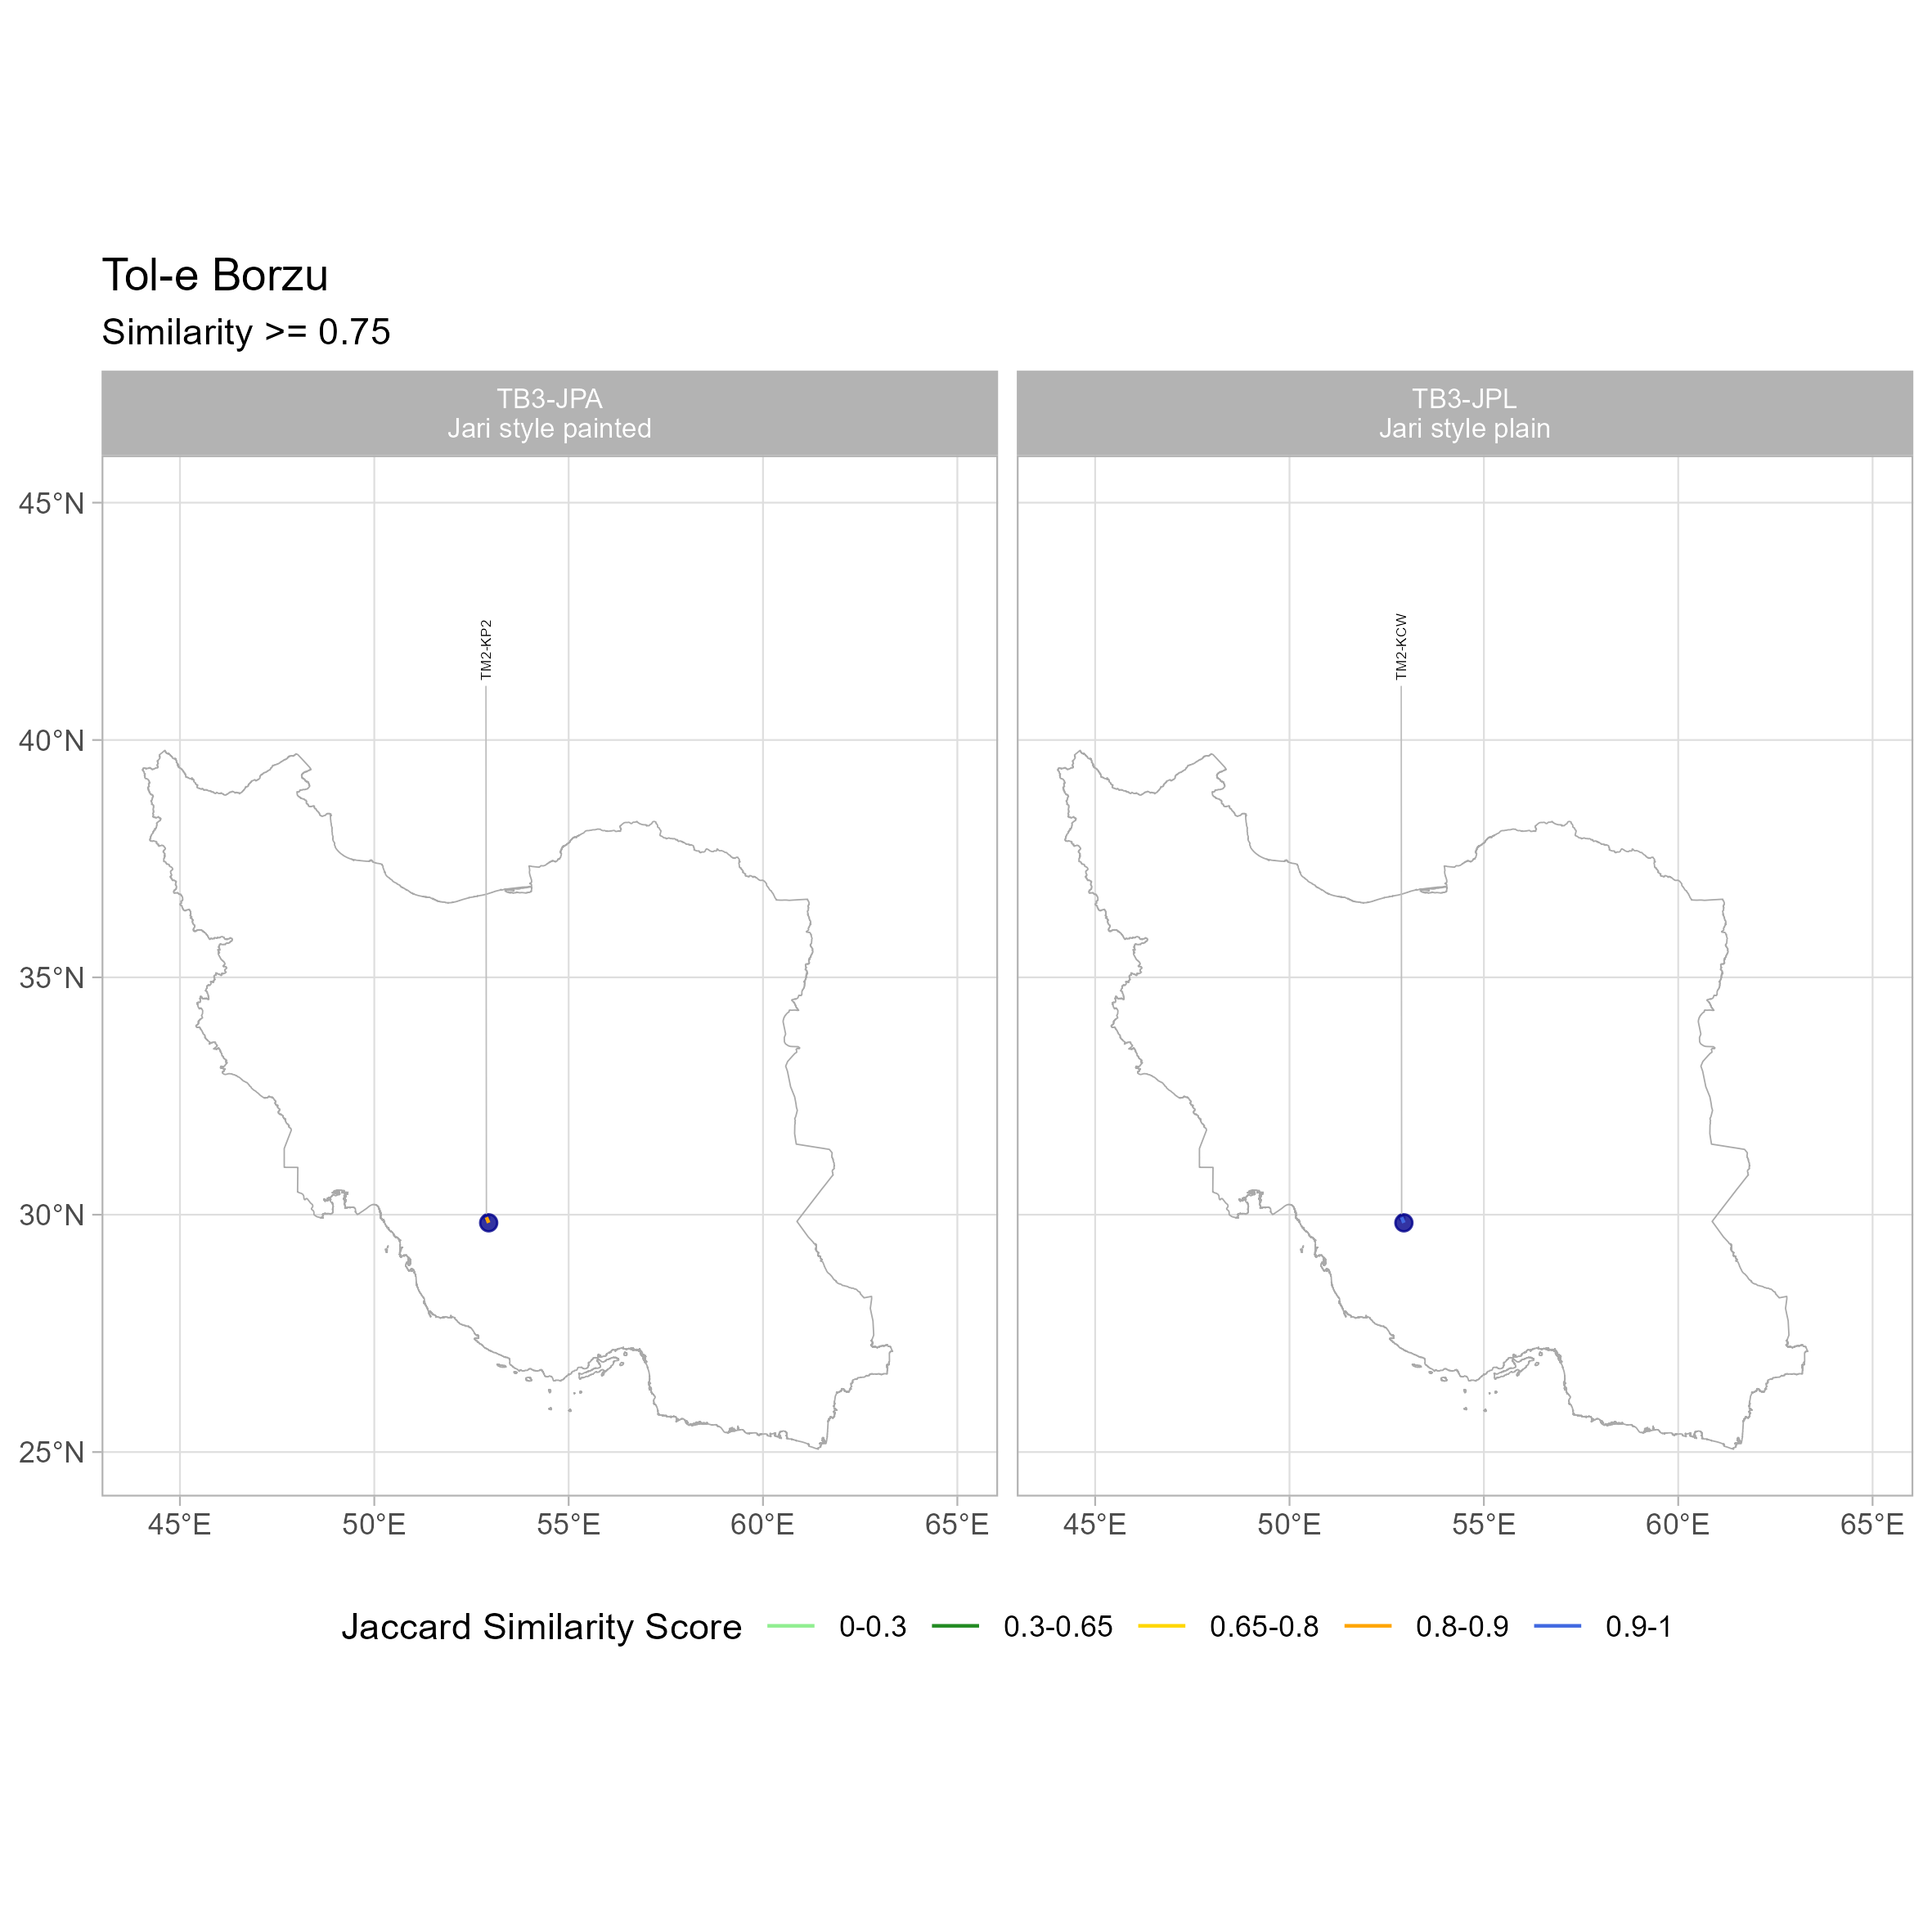 Tol-e Borzu
Similarity >= 0.75
TB3-JPA
Jari style painted
TB3-JPL
Jari style plain
TM2-KP2
TM2-KCW
45°N
40°N
35°N
30°N
25°N
45°E 50°E 55°E 60°E 65°E
45°E 50°E 55°E 60°E 65°E
Jaccard Similarity Score 0-0.3 0.3-0.65 0.65-0.8 0.8-0.9 0.9-1